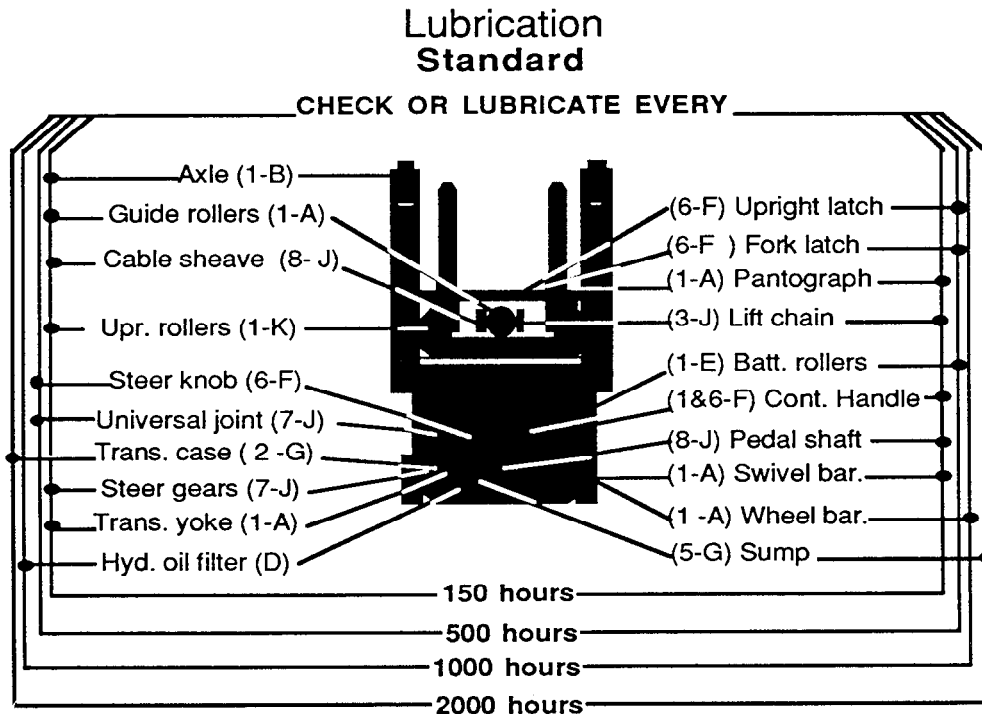 Lubrication
Standard
CHECK OR LUBRICATE EVERY
Axle (1-B)
Guide rollers (1-A)
Cable sheave (8- J)
Upr. rollers (1-K)
Steer knob (6-F)
Universal joint (7-J)
Trans. case ( 2 -G)
Steer gears (7-J)
Trans. yoke (1-A)
Hyd. oil filter (D)
(6-F) Upright latch
(6-F ) Fork latch
(1-A) Pantograph
(3-J) Lift chain
(1-E) Batt. rollers
(1&6-F) Cont. Handle
(8-J) Pedal shaft
(1-A) Swivel bar.
(1 -A) Wheel bar.
(5-G) Sump
150 hours
500 hours
1000 hours
2000 hours